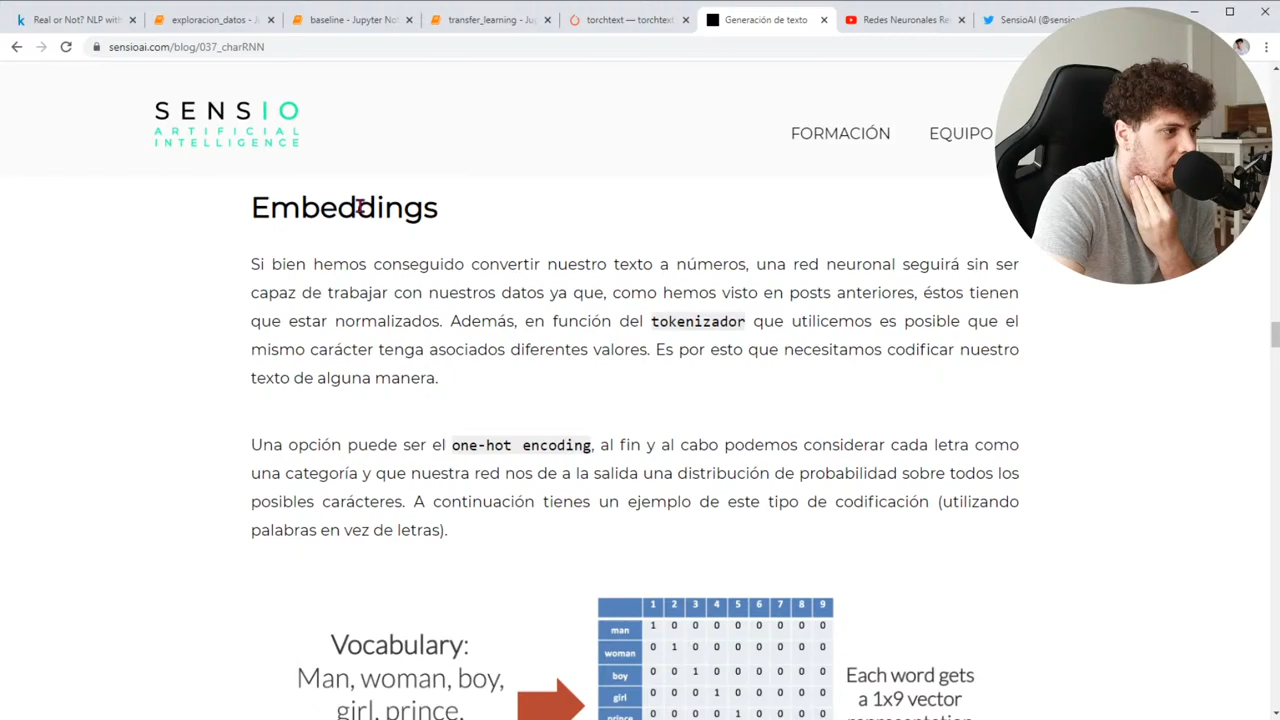 Real or Not? NLP with
exploracion_datos - J
baseline - Jupyter Not
transfer_learning - Ju
torchtext — torchtext
Generación de texto
Redes Neuronales Re
SensioAI (@sensio
sensioai.com/blog/037_charRNN
SENSIO
ARTIFICIAL
INTELLIGENCE
FORMACIÓN
EQUIPO
Embeddings
Si bien hemos conseguido convertir nuestro texto a números, una red neuronal seguirá sin ser
capaz de trabajar con nuestros datos ya que, como hemos visto en posts anteriores, éstos tienen
que estar normalizados. Además, en función del tokenizador que utilicemos es posible que el
mismo carácter tenga asociados diferentes valores. Es por esto que necesitamos codificar nuestro
texto de alguna manera.
Una opción puede ser el one-hot encoding, al fin y al cabo podemos considerar cada letra como
una categoría y que nuestra red nos de a la salida una distribución de probabilidad sobre todos los
posibles carácteres. A continuación tienes un ejemplo de este tipo de codificación (utilizando
palabras en vez de letras).
Vocabulary:
Man, woman, boy,
girl, prince,
1 2 3 4 5 6 7 8 9
man 1 0 0 0 0 0 0 0 0
woman 0 1 0 0 0 0 0 0 0
boy 0 0 1 0 0 0 0 0 0
girl 0 0 0 1 0 0 0 0 0
prince 0 0 0 0 1 0 0 0 0
Each word gets
a 1x9 vector
representation